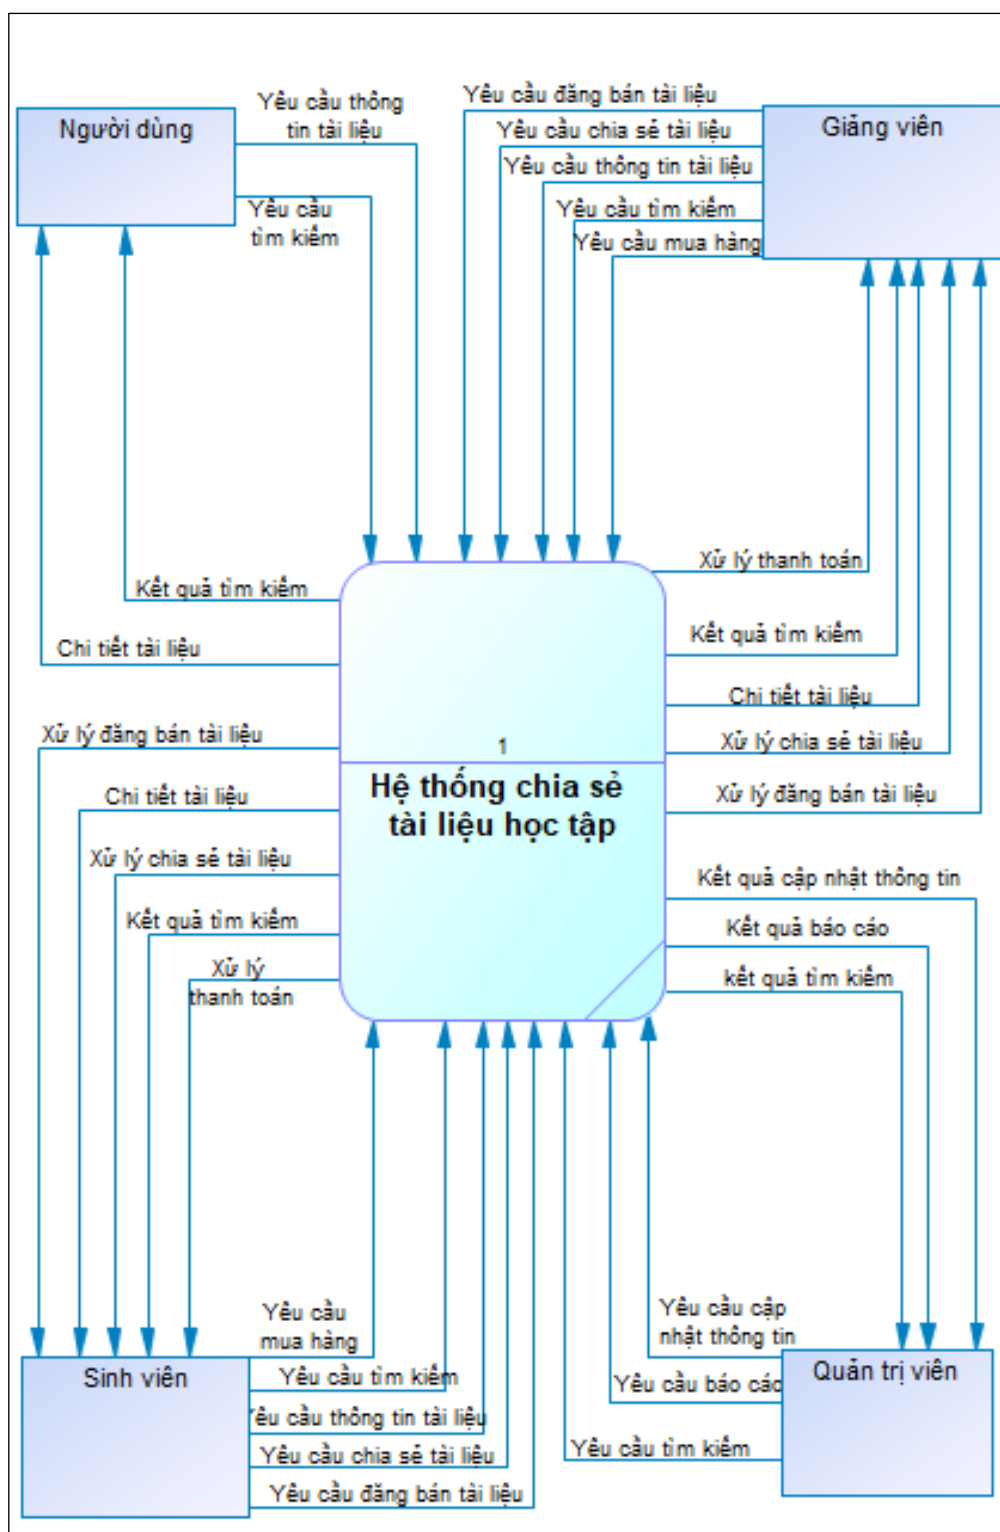 Người dùng
Yêu cầu thông
tin tài liệu
Yêu cầu
tìm kiếm
Yêu cầu đăng bán tài liệu
Yêu cầu chia sẻ tài liệu
Yêu cầu thông tin tài liệu
Yêu cầu tìm kiếm
Yêu cầu mua hàng
Giảng viên
Kết quả tìm kiếm
Chi tiết tài liệu
Xử lý thanh toán
Kết quả tìm kiếm
Chi tiết tài liệu
Xử lý chia sẻ tài liệu
Xử lý đăng bán tài liệu
1
Hệ thống chia sẻ
tài liệu học tập
Xử lý đăng bán tài liệu
Chi tiết tài liệu
Xử lý chia sẻ tài liệu
Kết quả tìm kiếm
Xử lý
thanh toán
Kết quả cập nhật thông tin
Kết quả báo cáo
kết quả tìm kiếm
Sinh viên
Yêu cầu
mua hàng
Yêu cầu tìm kiếm
Yêu cầu thông tin tài liệu
Yêu cầu chia sẻ tài liệu
Yêu cầu đăng bán tài liệu
Yêu cầu cập
nhật thông tin
Yêu cầu báo cáo
Yêu cầu tìm kiếm
Quản trị viên